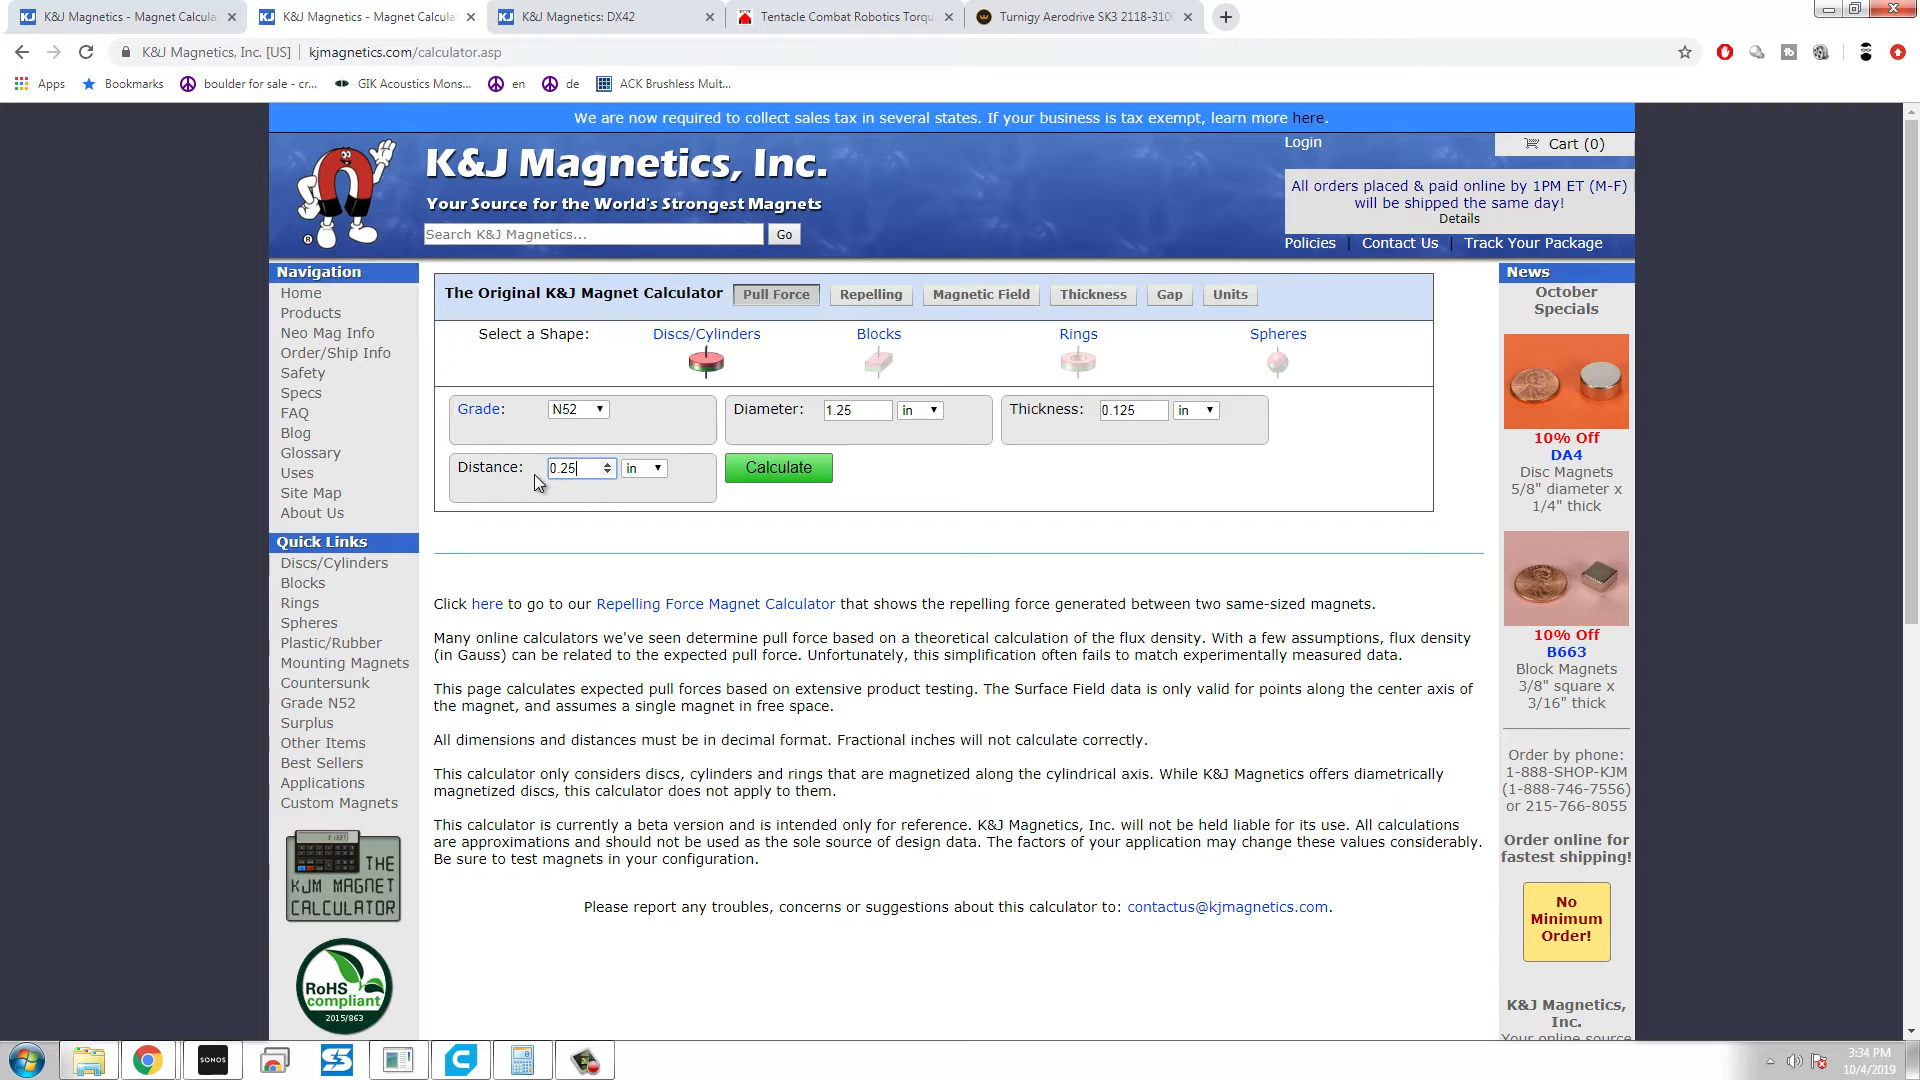 K&J Magnetics - Magnet Calcula
K&J Magnetics - Magnet Calcula
K&J Magnetics: DX42
Tentacle Combat Robotics Torqu
Turnigy Aerodrive SK3 2118-3100
K&J Magnetics, Inc. [US]
kjmagnetics.com/calculator.asp
Apps
Bookmarks
boulder for sale - cr...
GIK Acoustics Mons...
en
de
ACK Brushless Mult...
We are now required to collect sales tax in several states. If your business is tax exempt, learn more here.
K&J Magnetics, Inc.
Your Source for the World's Strongest Magnets
Search K&J Magnetics...
Go
Login
Cart (0)
All orders placed & paid online by 1PM ET (M-F)
will be shipped the same day!
Details
Policies | Contact Us | Track Your Package
Navigation
Home
Products
Neo Mag Info
Order/Ship Info
Safety
Specs
FAQ
Blog
Glossary
Uses
Site Map
About Us
Quick Links
Discs/Cylinders
Blocks
Rings
Spheres
Plastic/Rubber
Mounting Magnets
Countersunk
Grade N52
Surplus
Other Items
Best Sellers
Applications
Custom Magnets
THE
KJM MAGNET
CALCULATOR
RoHS
compliant
2015/863
The Original K&J Magnet Calculator
Pull Force
Repelling
Magnetic Field
Thickness
Gap
Units
Select a Shape:
Discs/Cylinders
Blocks
Rings
Spheres
Grade: N52
Diameter: 1.25 in
Thickness: 0.125 in
Distance: 0.25 in
Calculate
Click here to go to our Repelling Force Magnet Calculator that shows the repelling force generated between two same-sized magnets.
Many online calculators we've seen determine pull force based on a theoretical calculation of the flux density. With a few assumptions, flux density
(in Gauss) can be related to the expected pull force. Unfortunately, this simplification often fails to match experimentally measured data.
This page calculates expected pull forces based on extensive product testing. The Surface Field data is only valid for points along the center axis of
the magnet, and assumes a single magnet in free space.
All dimensions and distances must be in decimal format. Fractional inches will not calculate correctly.
This calculator only considers discs, cylinders and rings that are magnetized along the cylindrical axis. While K&J Magnetics offers diametrically
magnetized discs, this calculator does not apply to them.
This calculator is currently a beta version and is intended only for reference. K&J Magnetics, Inc. will not be held liable for its use. All calculations
are approximations and should not be used as the sole source of design data. The factors of your application may change these values considerably.
Be sure to test magnets in your configuration.
Please report any troubles, concerns or suggestions about this calculator to: contactus@kjmagnetics.com.
News
October
Specials
10% Off
DA4
Disc Magnets
5/8" diameter x
1/4" thick
10% Off
B663
Block Magnets
3/8" square x
3/16" thick
Order by phone:
1-888-SHOP-KJM
(1-888-746-7556)
or 215-766-8055
Order online for
fastest shipping!
No
Minimum
Order!
K&J Magnetics,
Inc.
Your online source
SONOS
3:34 PM
10/4/2019